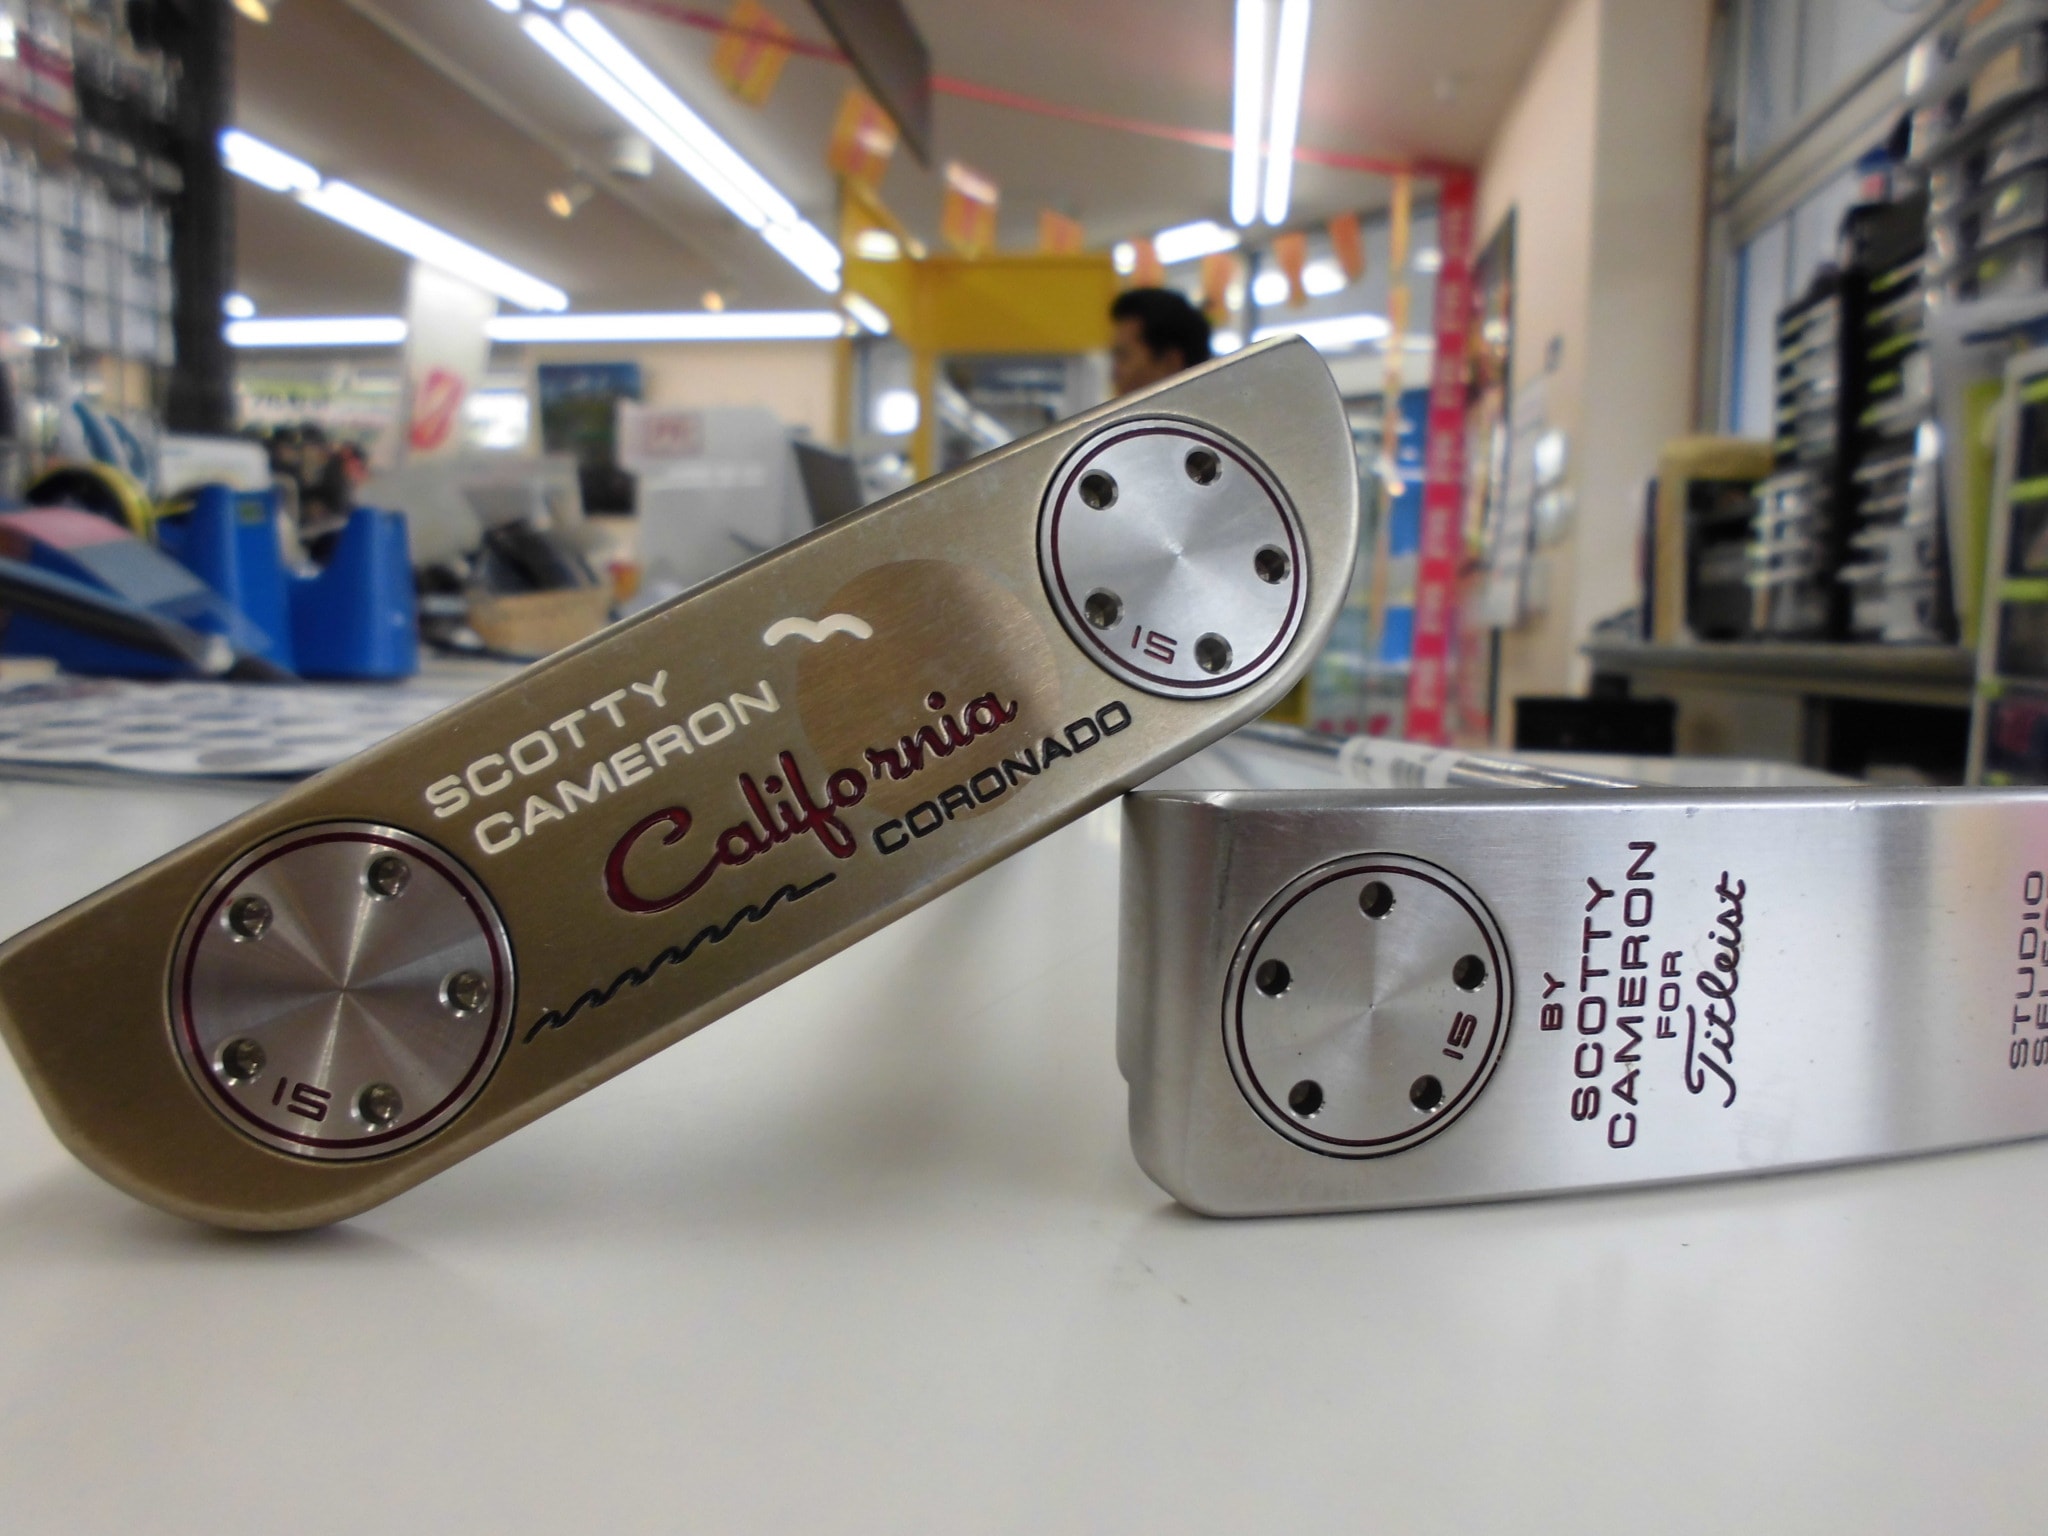 SCOTTY
CAMERON
California
CORONADO
15
15
BY
SCOTTY
CAMERON
FOR
Titleist
15
STUDIO